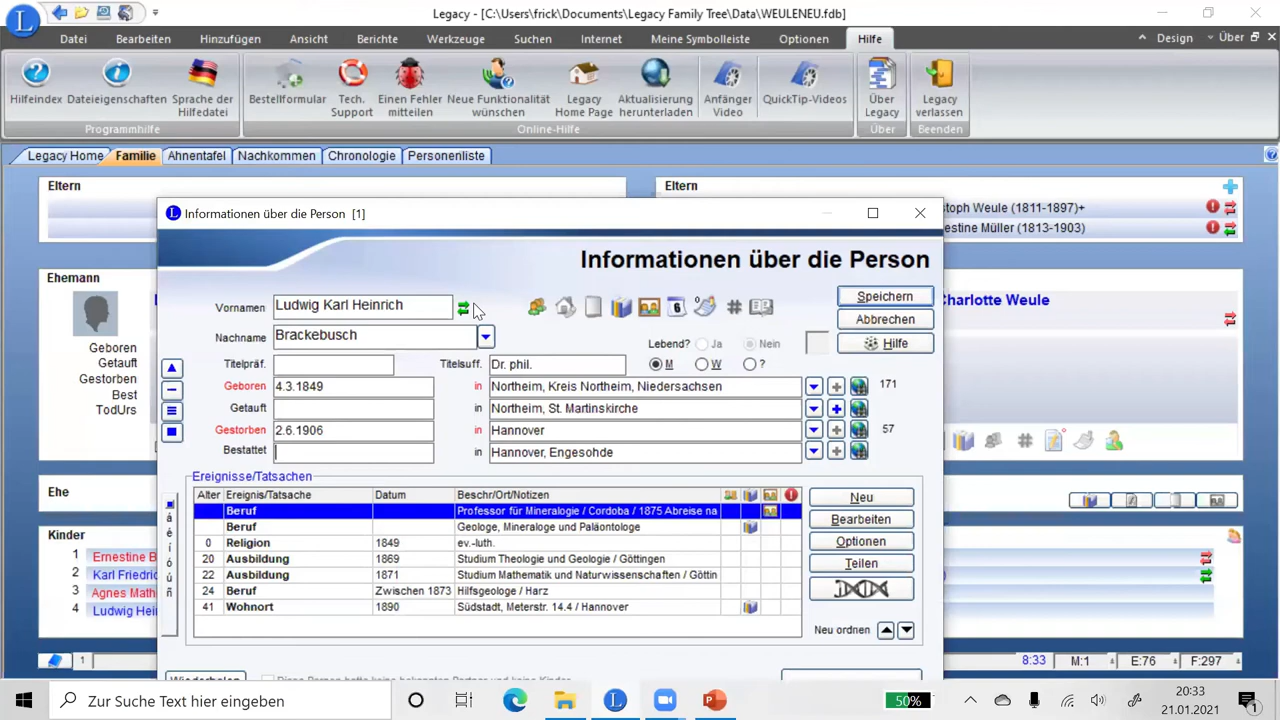 Legacy - [C:\Users\frick\Documents\Legacy Family Tree\Data\WEULENEU.fdb]
Datei Bearbeiten Hinzufügen Ansicht Berichte Werkzeuge Suchen Internet Meine Symbolleiste Optionen Hilfe Design Über
Hilfeindex Dateieigenschaften Sprache der Hilfedatei Bestellformular Tech. Support Einen Fehler mitteilen Neue Funktionalität wünschen Legacy Home Page Aktualisierung herunterladen Anfänger Video QuickTip-Videos Über Legacy Legacy verlassen
Programmhilfe Online-Hilfe Über Beenden
Legacy Home Familie Ahnentafel Nachkommen Chronologie Personenliste
Eltern Eltern
stoph Weule (1811-1897)+
estine Müller (1813-1903)
Informationen über die Person [1]
Informationen über die Person
Ehemann
Charlotte Weule
Geboren
Getauft
Gestorben
Best
TodUrs
Ehe
Kinder
1 Ernestine B
2 Karl Friedric
3 Agnes Math
4 Ludwig Hei
Vornamen Ludwig Karl Heinrich 6 # Speichern
Nachname Brackebusch Lebend? Ja Nein Abbrechen
Hilfe
Titelpräf. Titelsuff. Dr. phil. M W ?
Geboren 4.3.1849 in Northeim, Kreis Northeim, Niedersachsen 171
Getauft in Northeim, St. Martinskirche
Gestorben 2.6.1906 in Hannover 57
Bestattet in Hannover, Engesohde
Ereignisse/Tatsachen
Alter Ereignis/Tatsache Datum Beschr/Ort/Notizen Neu
Beruf Professor für Mineralogie / Cordoba / 1875 Abreise na
Beruf Geologe, Mineraloge und Paläontologe Bearbeiten
0 Religion 1849 ev.-luth. Optionen
20 Ausbildung 1869 Studium Theologie und Geologie / Göttingen Teilen
22 Ausbildung 1871 Studium Mathematik und Naturwissenschaften / Göttin
24 Beruf Zwischen 1873 Hilfsgeologe / Harz
41 Wohnort 1890 Südstadt, Meterstr. 14.4 / Hannover
Neu ordnen
á
é
í
ó
ú
ñ
1 8:33 M:1 E:76 F:297
Zur Suche Text hier eingeben 50% 20:33
21.01.2021
1